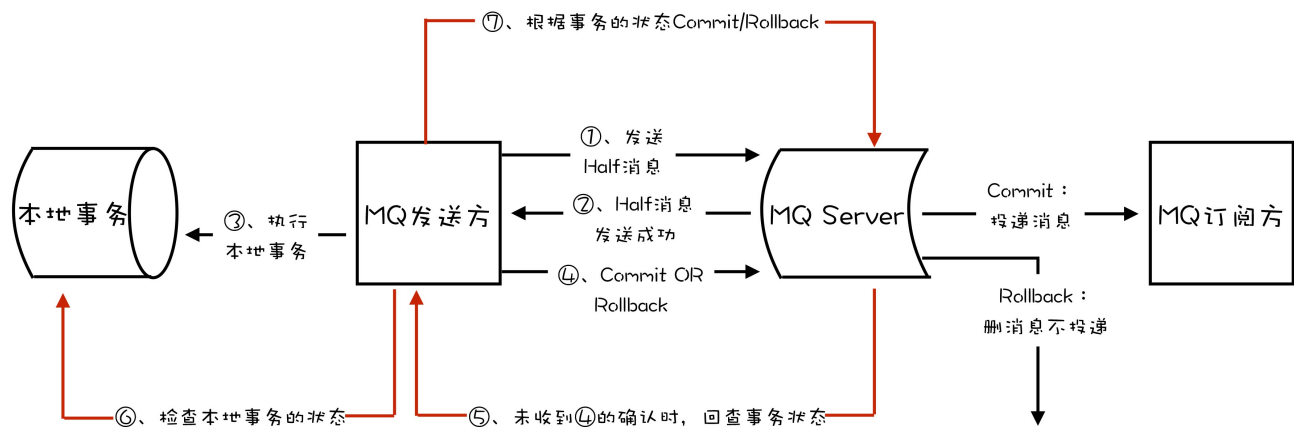 ⑦、根据事务的状态Commit/Rollback
①、发送
Half消息
本地事务
③、执行
本地事务
MQ发送方
②、Half消息
发送成功
MQ Server
Commit：
投递消息
MQ订阅方
④、Commit OR
Rollback
Rollback：
删消息不投递
⑥、检查本地事务的状态
⑤、未收到④的确认时，回查事务状态